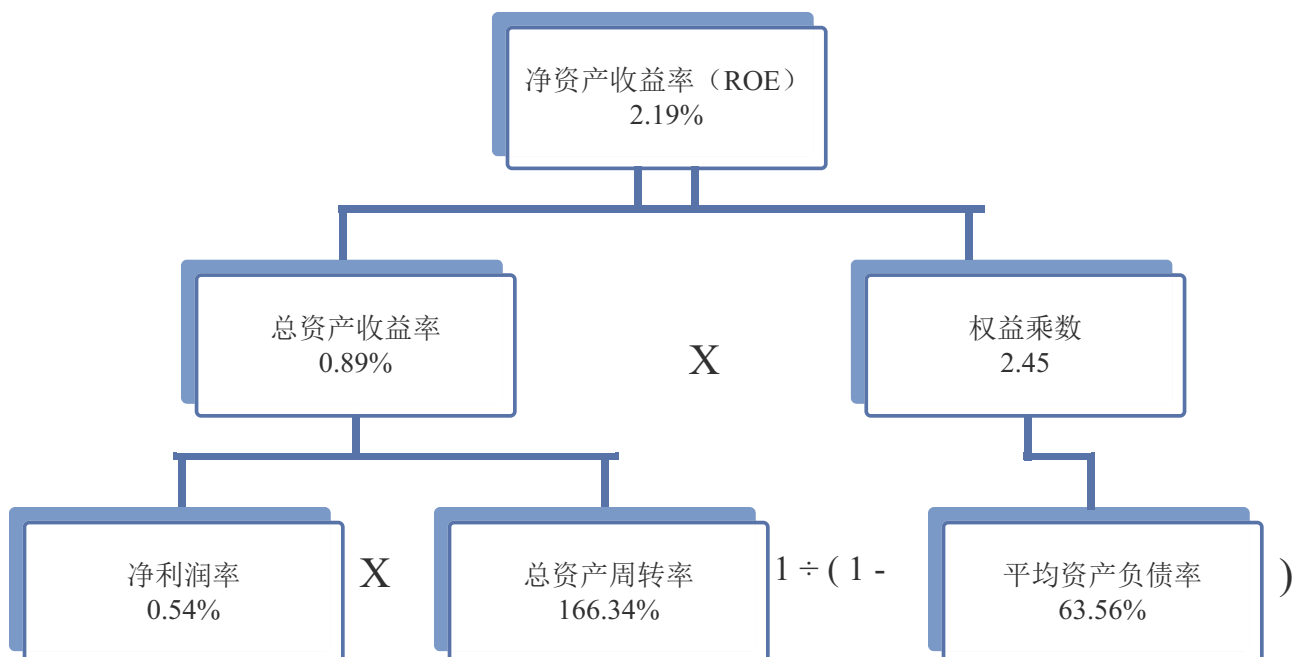 净资产收益率（ROE）
2.19%
总资产收益率
0.89%
X
权益乘数
2.45
净利润率
0.54%
X
总资产周转率
166.34%
1 ÷ ( 1 -
平均资产负债率
63.56%
)